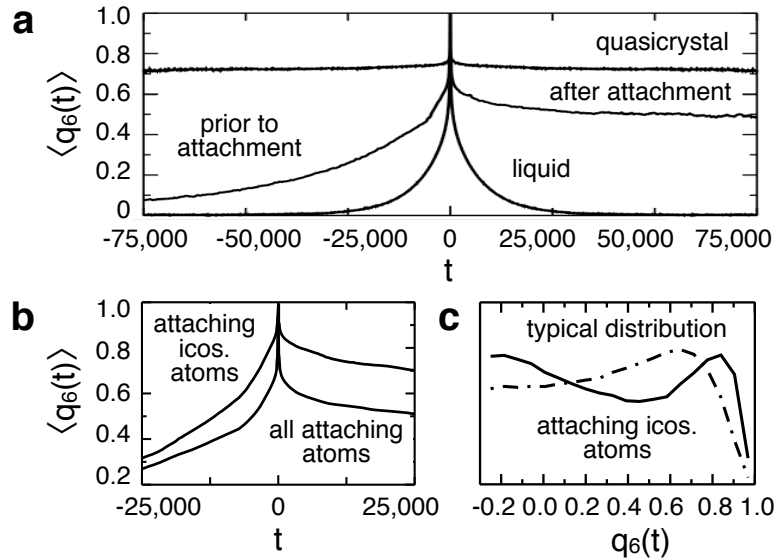 a
1.0
0.8
0.6
0.4
0.2
0
⟨q₆(t)⟩
quasicrystal
after attachment
prior to
attachment
liquid
-75,000 -50,000 -25,000 0 25,000 50,000 75,000
t
b
1.0
0.8
0.6
0.4
0.2
⟨q₆(t)⟩
attaching
icos.
atoms
all attaching
atoms
-25,000 0 25,000
t
c
typical distribution
attaching icos.
atoms
-0.2 0.0 0.2 0.4 0.6 0.8 1.0
q₆(t)